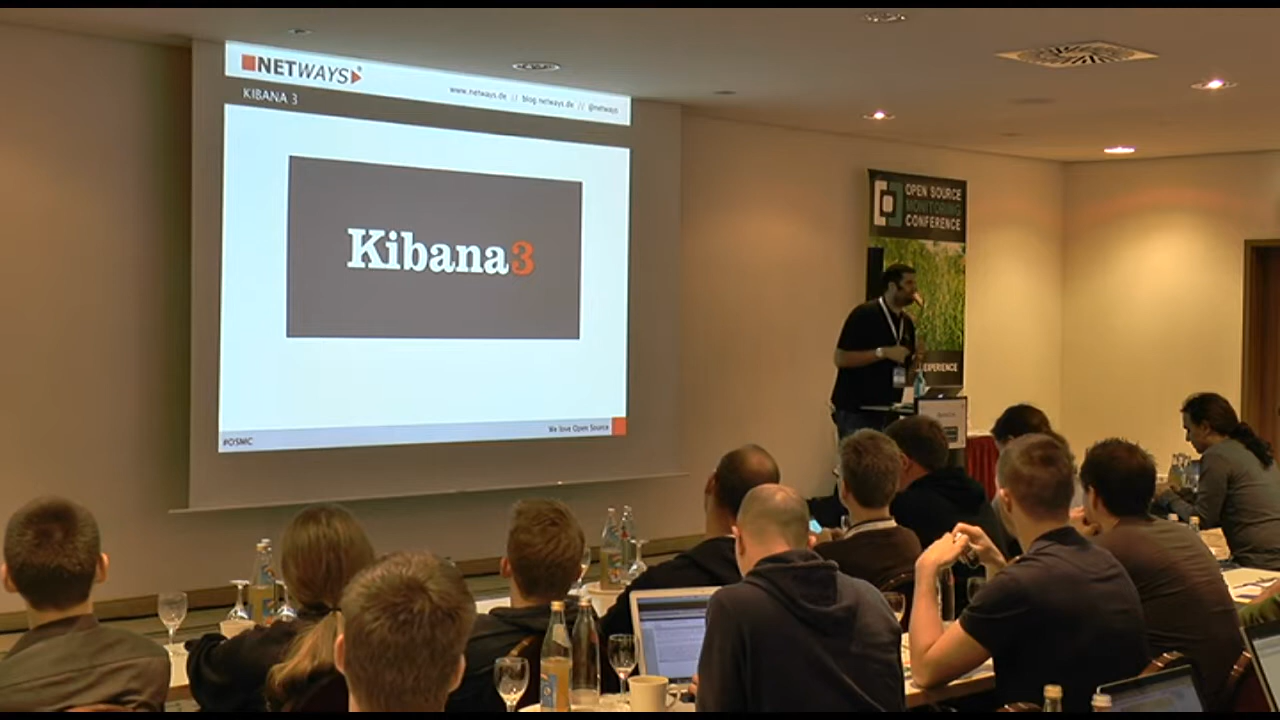 NETWAYS
www.netways.de // blog.netways.de // @netways
KIBANA 3
Kibana3
#OSMC
We love Open Source
OPEN SOURCE
MONITORING
CONFERENCE
EXPERIENCE